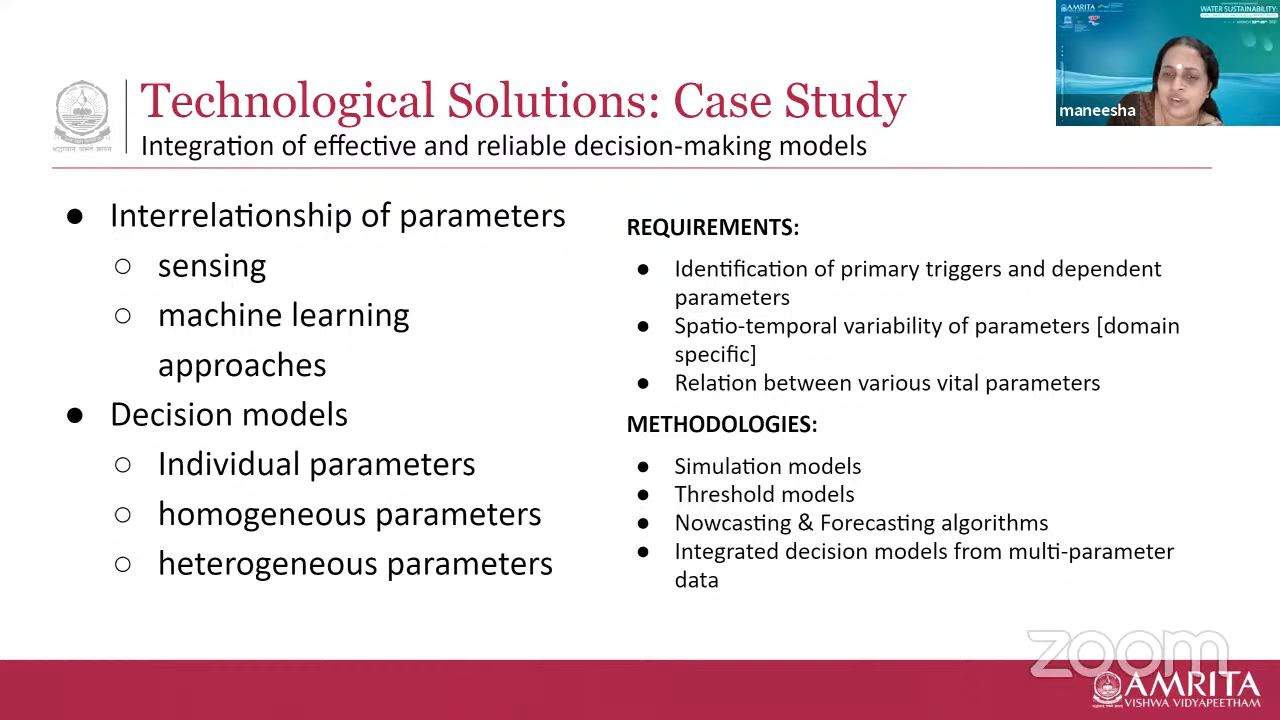 Technological Solutions: Case Study
Integration of effective and reliable decision-making models
● Interrelationship of parameters
○ sensing
○ machine learning
approaches
● Decision models
○ Individual parameters
○ homogeneous parameters
○ heterogeneous parameters
REQUIREMENTS:
● Identification of primary triggers and dependent
parameters
● Spatio-temporal variability of parameters [domain
specific]
● Relation between various vital parameters
METHODOLOGIES:
● Simulation models
● Threshold models
● Nowcasting & Forecasting algorithms
● Integrated decision models from multi-parameter
data
AMRITA
WATER SUSTAINABILITY
maneesha
zoom
AMRITA
VISHWA VIDYAPEETHAM